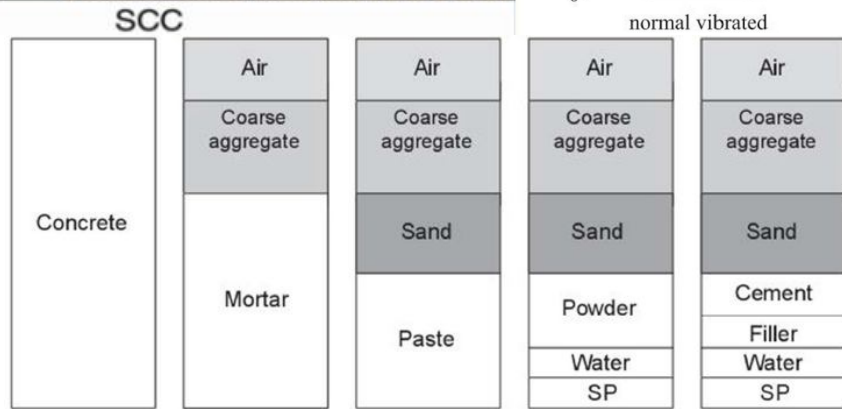 SCC
normal vibrated
Concrete
Air
Coarse
aggregate
Mortar
Air
Coarse
aggregate
Sand
Paste
Air
Coarse
aggregate
Sand
Powder
Water
SP
Air
Coarse
aggregate
Sand
Cement
Filler
Water
SP